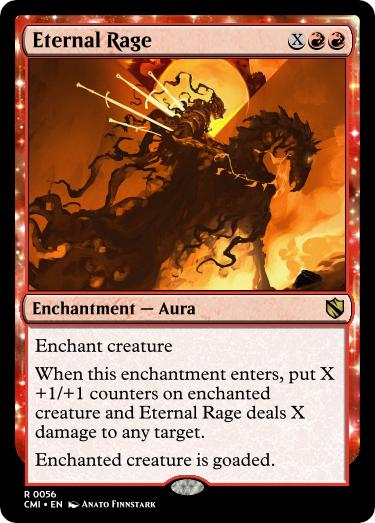 Eternal Rage X
Enchantment — Aura
Enchant creature
When this enchantment enters, put X
+1/+1 counters on enchanted
creature and Eternal Rage deals X
damage to any target.
Enchanted creature is goaded.
R 0056
CMI • EN Anato Finnstark